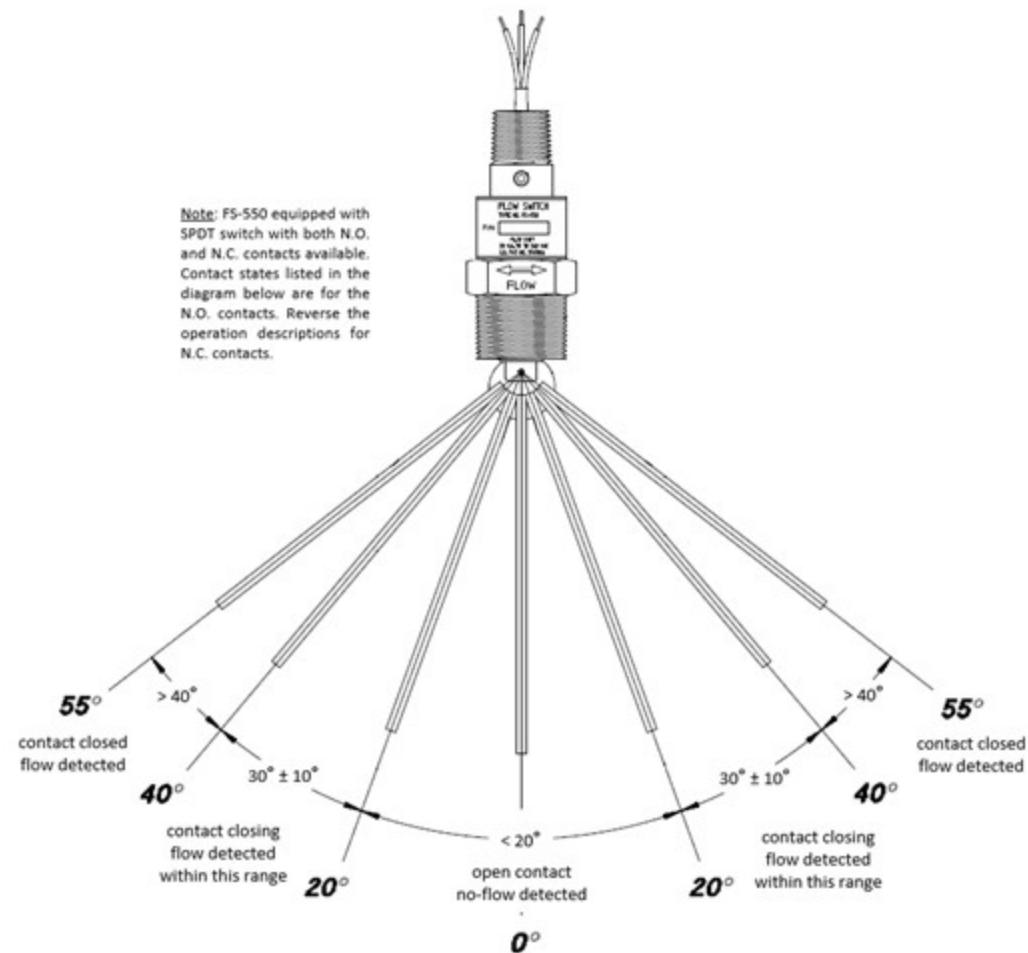 Note: FS-550 equipped with
SPDT switch with both N.O.
and N.C. contacts available.
Contact states listed in the
diagram below are for the
N.O. contacts. Reverse the
operation descriptions for
N.C. contacts.
FLOW SWITCH
FLOW
> 40°
> 40°
55°
contact closed
flow detected
55°
contact closed
flow detected
30° ± 10°
30° ± 10°
40°
contact closing
flow detected
within this range
40°
contact closing
flow detected
within this range
< 20°
open contact
no-flow detected
20°
20°
0°